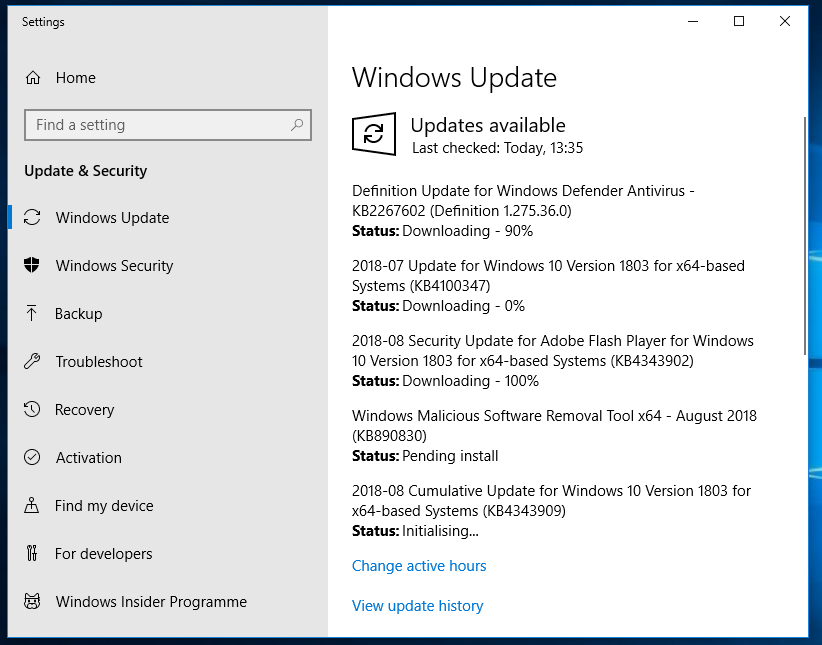 Settings
Home
Find a setting
Update & Security
Windows Update
Windows Security
Backup
Troubleshoot
Recovery
Activation
Find my device
For developers
Windows Insider Programme
Windows Update
Updates available
Last checked: Today, 13:35
Definition Update for Windows Defender Antivirus -
KB2267602 (Definition 1.275.36.0)
Status: Downloading - 90%
2018-07 Update for Windows 10 Version 1803 for x64-based
Systems (KB4100347)
Status: Downloading - 0%
2018-08 Security Update for Adobe Flash Player for Windows
10 Version 1803 for x64-based Systems (KB4343902)
Status: Downloading - 100%
Windows Malicious Software Removal Tool x64 - August 2018
(KB890830)
Status: Pending install
2018-08 Cumulative Update for Windows 10 Version 1803 for
x64-based Systems (KB4343909)
Status: Initialising...
Change active hours
View update history